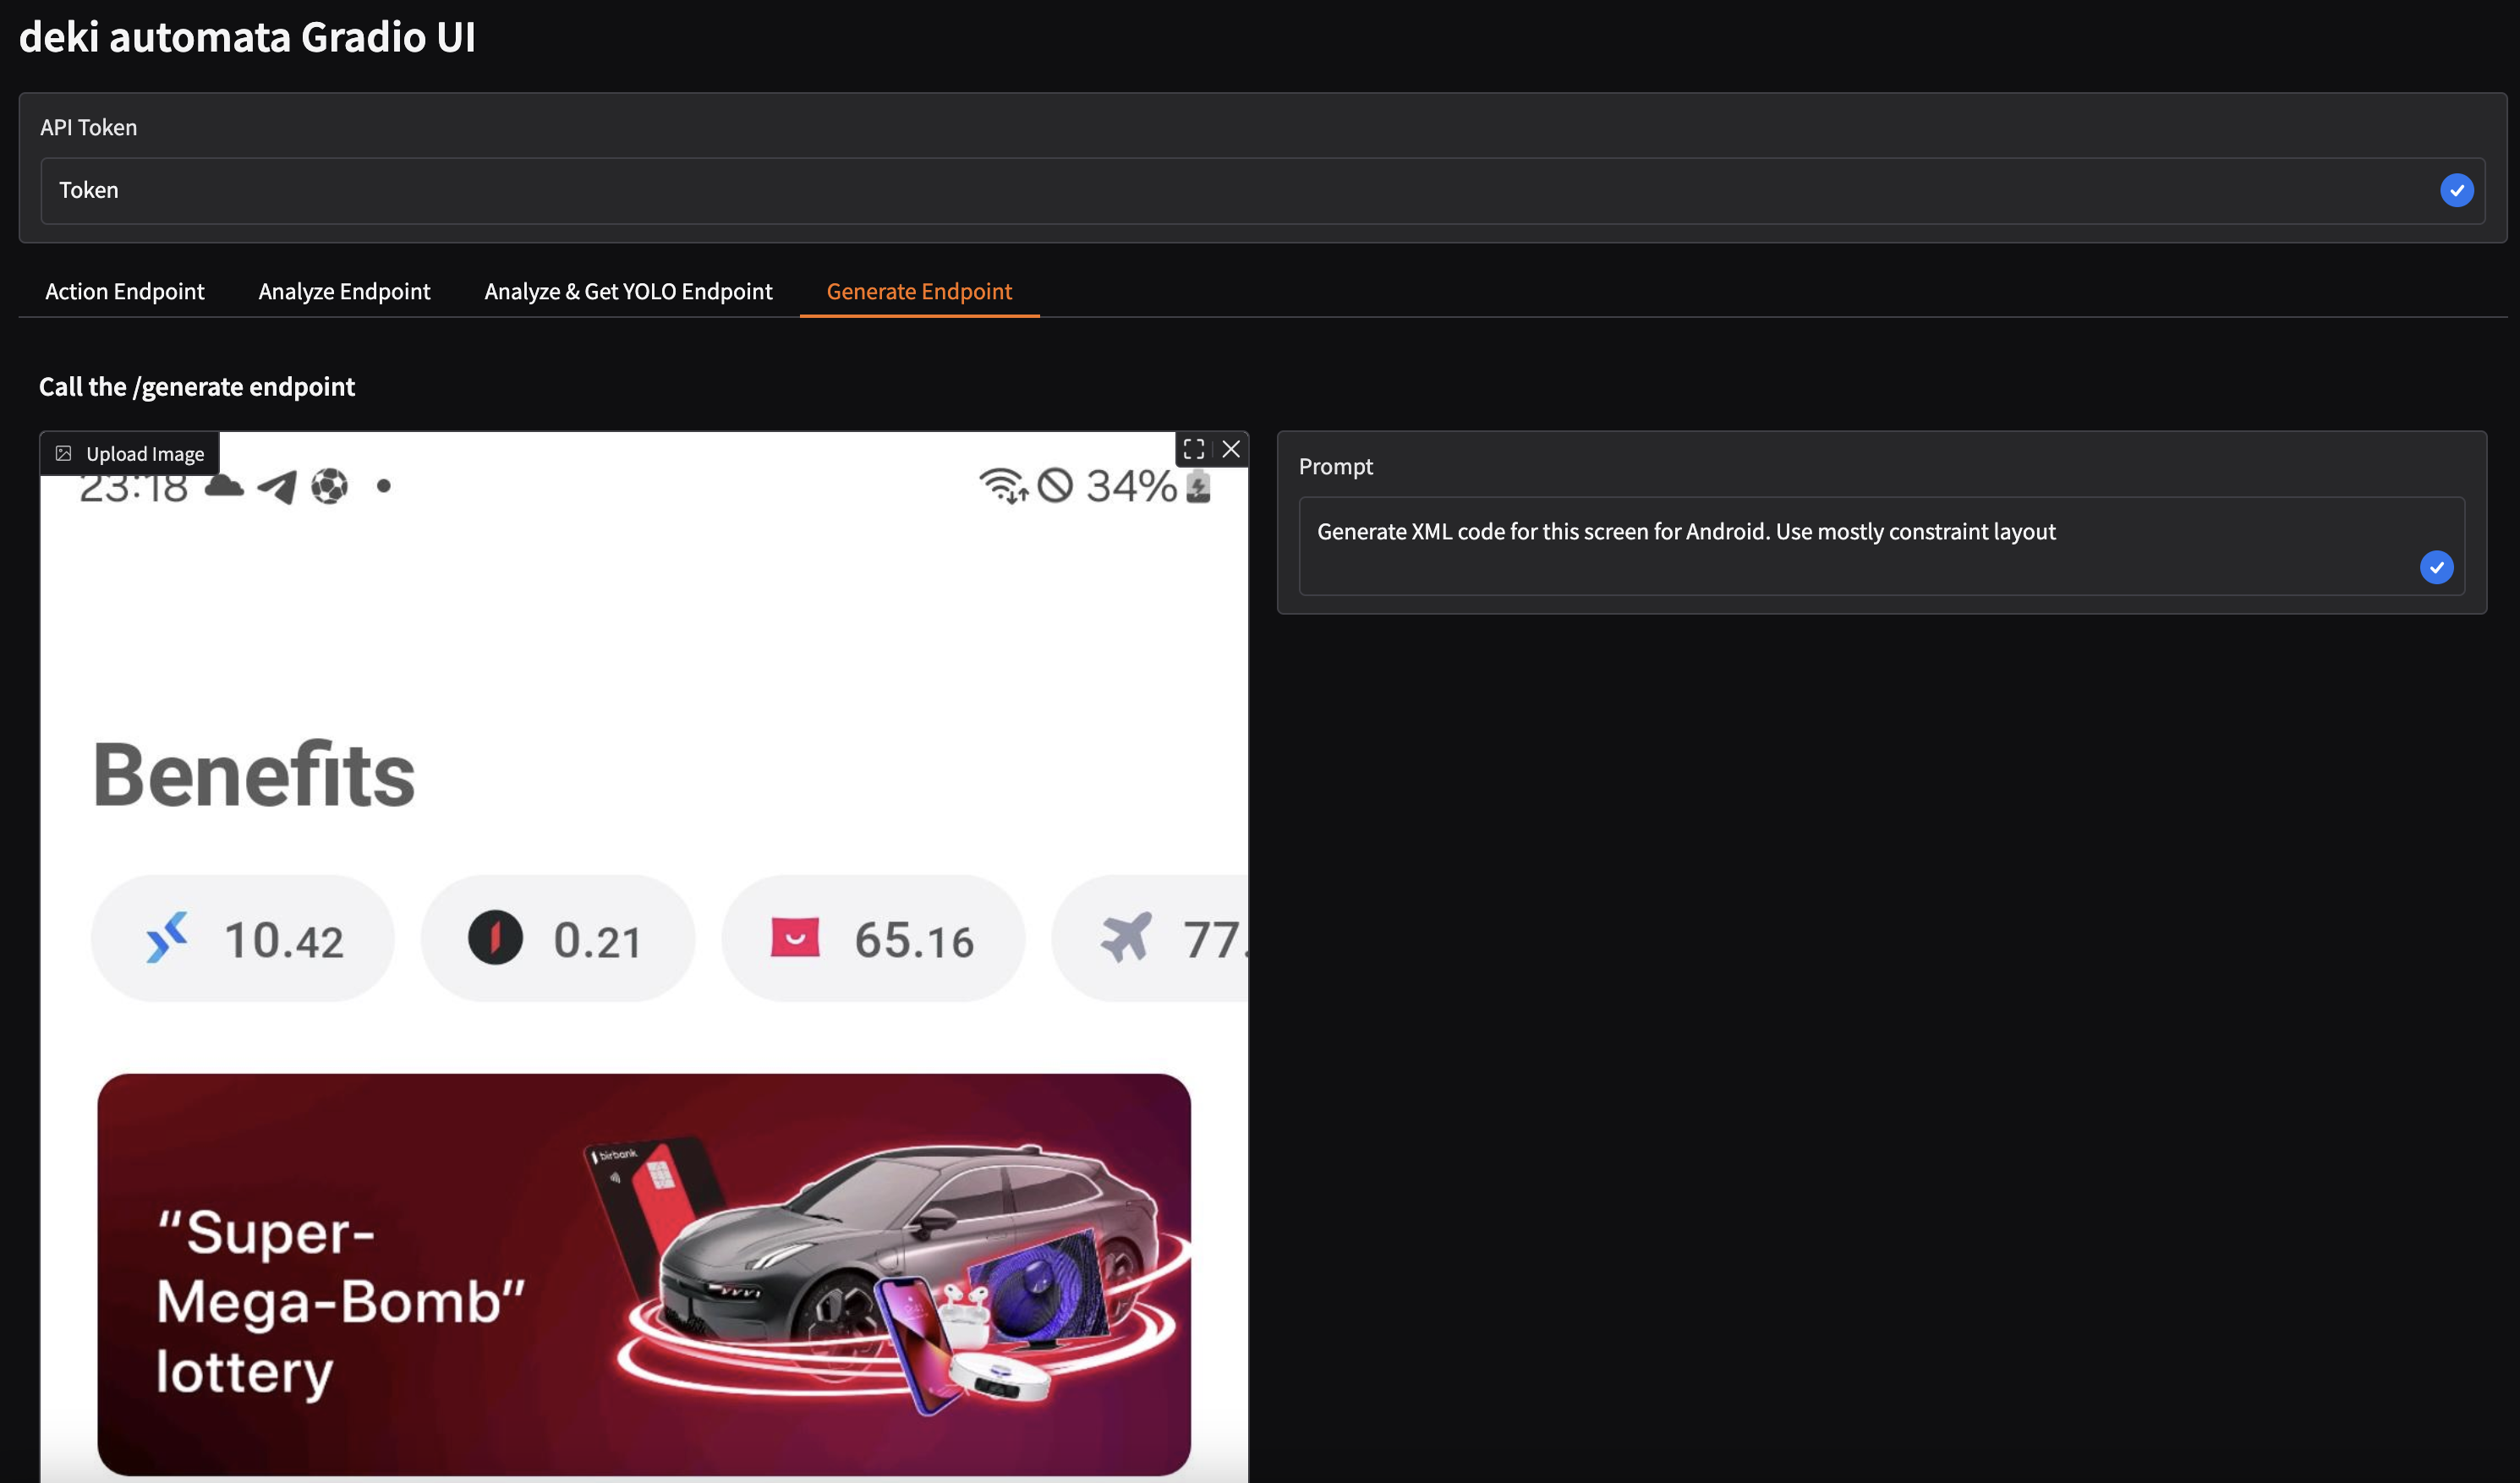 deki automata Gradio UI
API Token
Token
Action Endpoint
Analyze Endpoint
Analyze & Get YOLO Endpoint
Generate Endpoint
Call the /generate endpoint
Upload Image
23:18
34%
Benefits
10.42
0.21
65.16
77.
birbank
“Super-
Mega-Bomb”
lottery
Prompt
Generate XML code for this screen for Android. Use mostly constraint layout